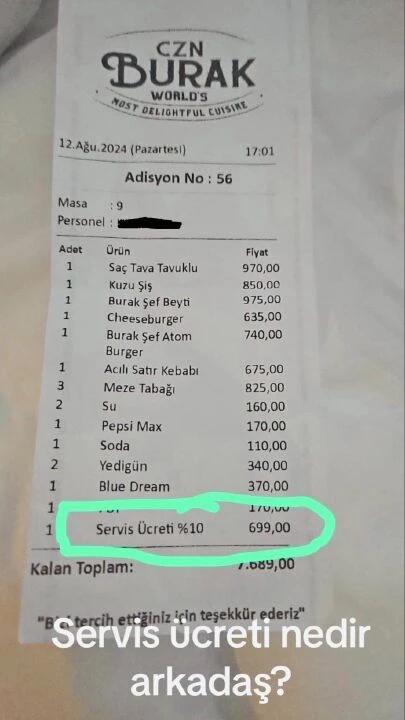 CZN
BURAK
WORLD'S
MOST DELIGHTFUL CUISINE
12.Ağu.2024 (Pazartesi) 17:01
Adisyon No : 56
Masa : 9
Personel :
Adet Ürün Fiyat
1 Saç Tava Tavuklu 970,00
1 Kuzu Şiş 850,00
1 Burak Şef Beyti 975,00
1 Cheeseburger 635,00
1 Burak Şef Atom 740,00
Burger
1 Acılı Satır Kebabı 675,00
3 Meze Tabağı 825,00
2 Su 160,00
1 Pepsi Max 170,00
1 Soda 110,00
2 Yedigün 340,00
1 Blue Dream 370,00
1 170,00
1 Servis Ücreti %10 699,00
Kalan Toplam: 7.689,00
tercih ettiğiniz için teşekkür ederiz"
Servis ücreti nedir
arkadaş?